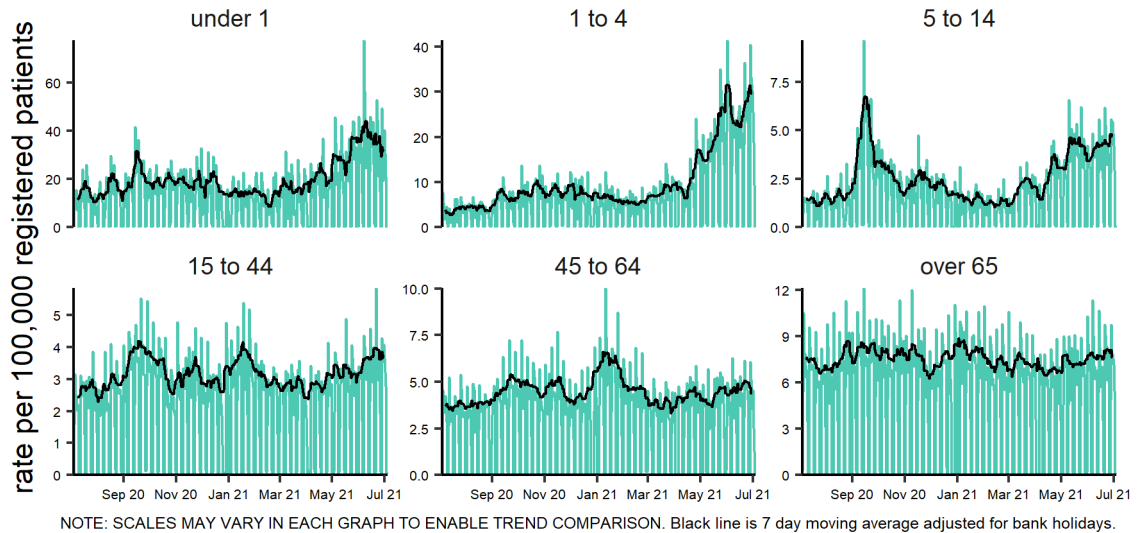 rate per 100,000 registered patients
under 1
1 to 4
5 to 14
60
40
20
0
40
30
20
10
0
7.5
5.0
2.5
0.0
15 to 44
45 to 64
over 65
5
4
3
2
1
0
10.0
7.5
5.0
2.5
0.0
12
9
6
3
0
Sep 20 Nov 20 Jan 21 Mar 21 May 21 Jul 21
Sep 20 Nov 20 Jan 21 Mar 21 May 21 Jul 21
Sep 20 Nov 20 Jan 21 Mar 21 May 21 Jul 21
NOTE: SCALES MAY VARY IN EACH GRAPH TO ENABLE TREND COMPARISON. Black line is 7 day moving average adjusted for bank holidays.